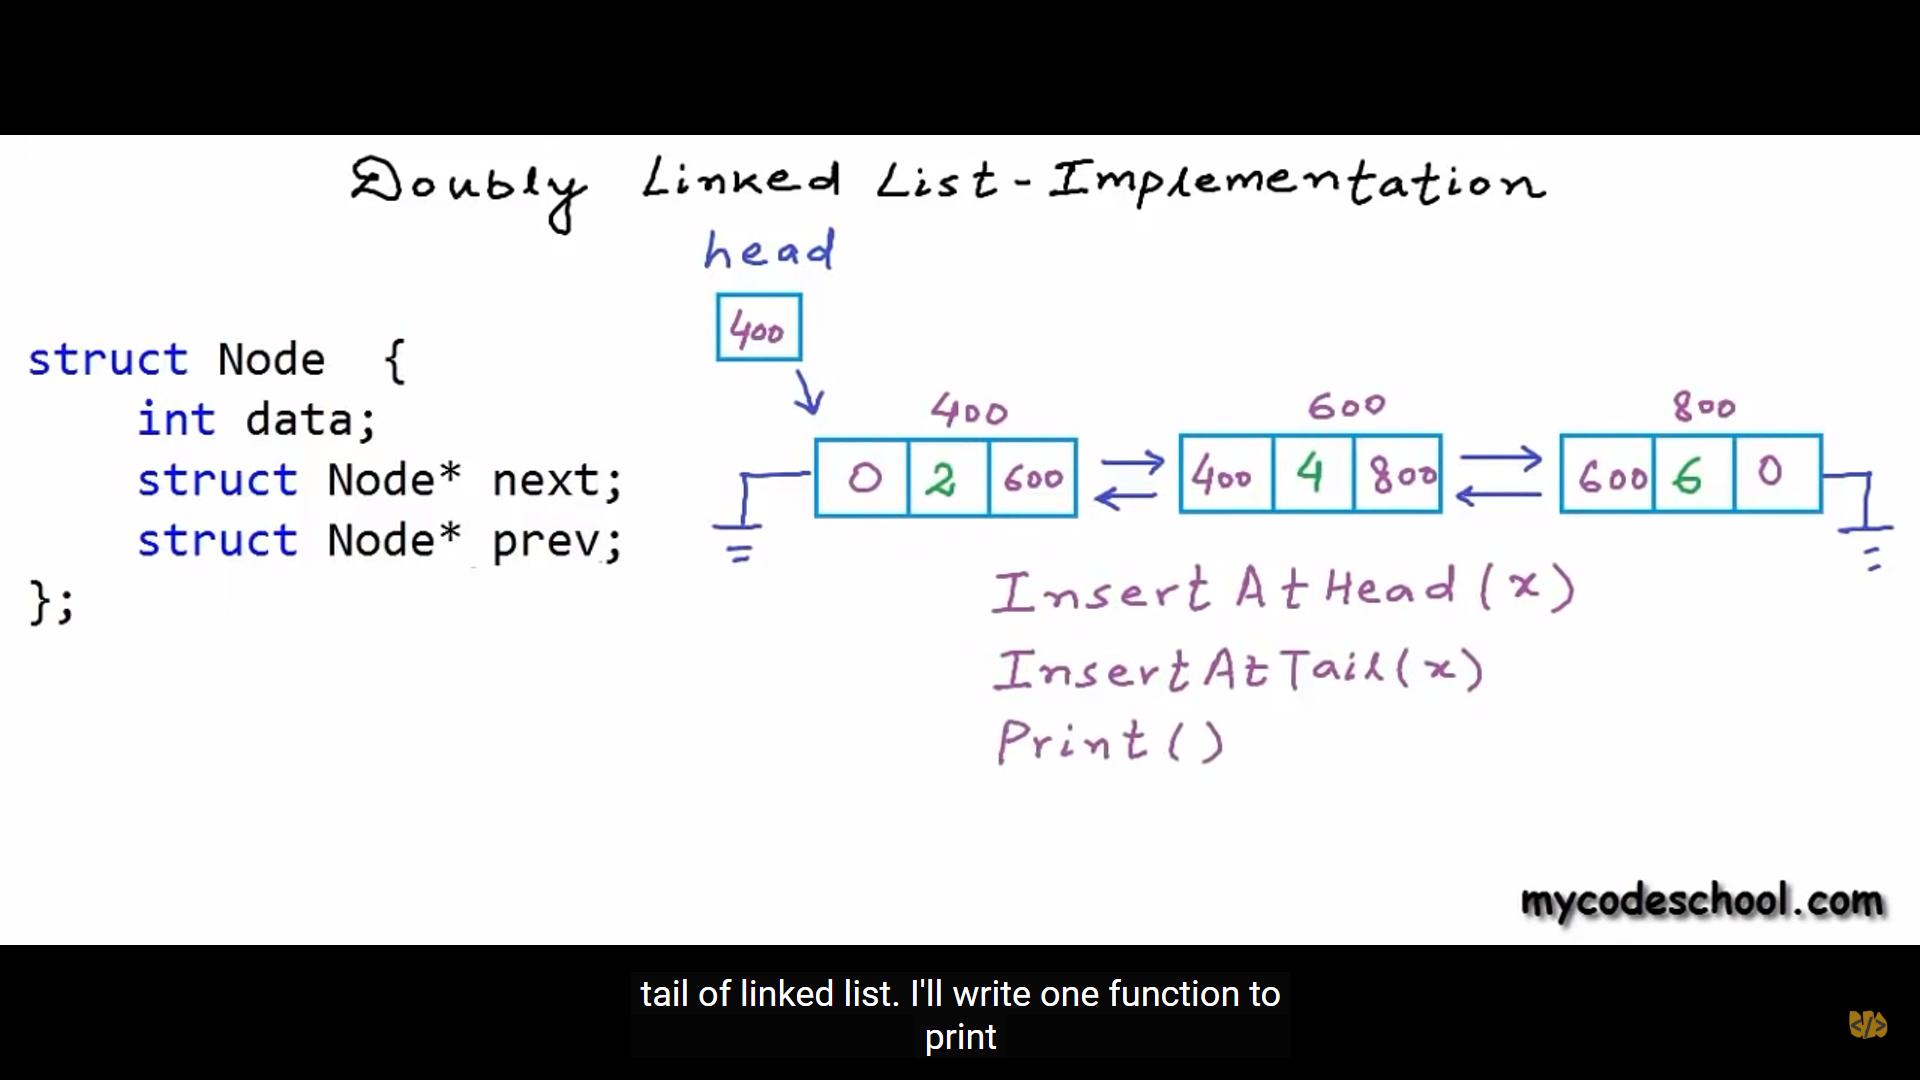 Doubly Linked List - Implementation
head
400
struct Node {
int data;
struct Node* next;
struct Node* prev;
};
400 600 800
0 2 600 400 4 800 600 6 0
InsertAtHead(x)
InsertAtTail(x)
Print()
mycodeschool.com
tail of linked list. I'll write one function to
print